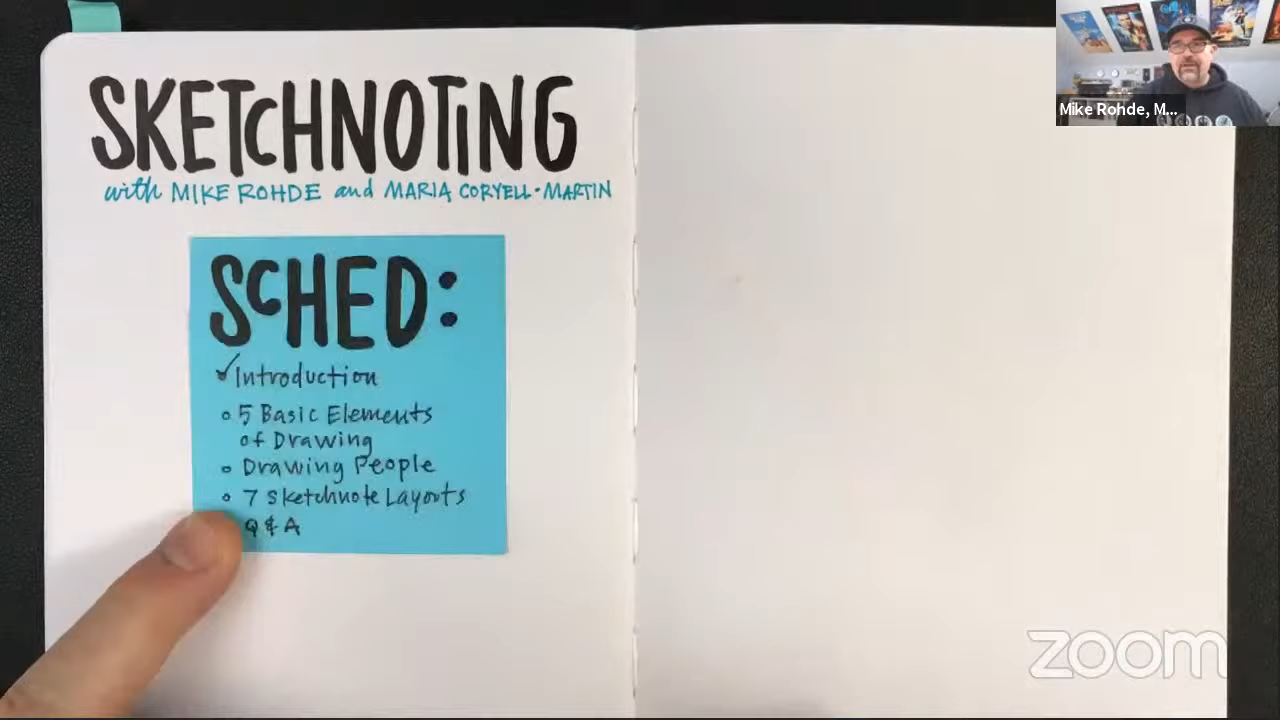 SKETCHNOTING
with MIKE ROHDE and MARIA CORYELL-MARTIN
SCHED:
Introduction
5 Basic Elements
of Drawing
Drawing People
7 Sketchnote Layouts
Q & A
Mike Rohde, M...
zoom